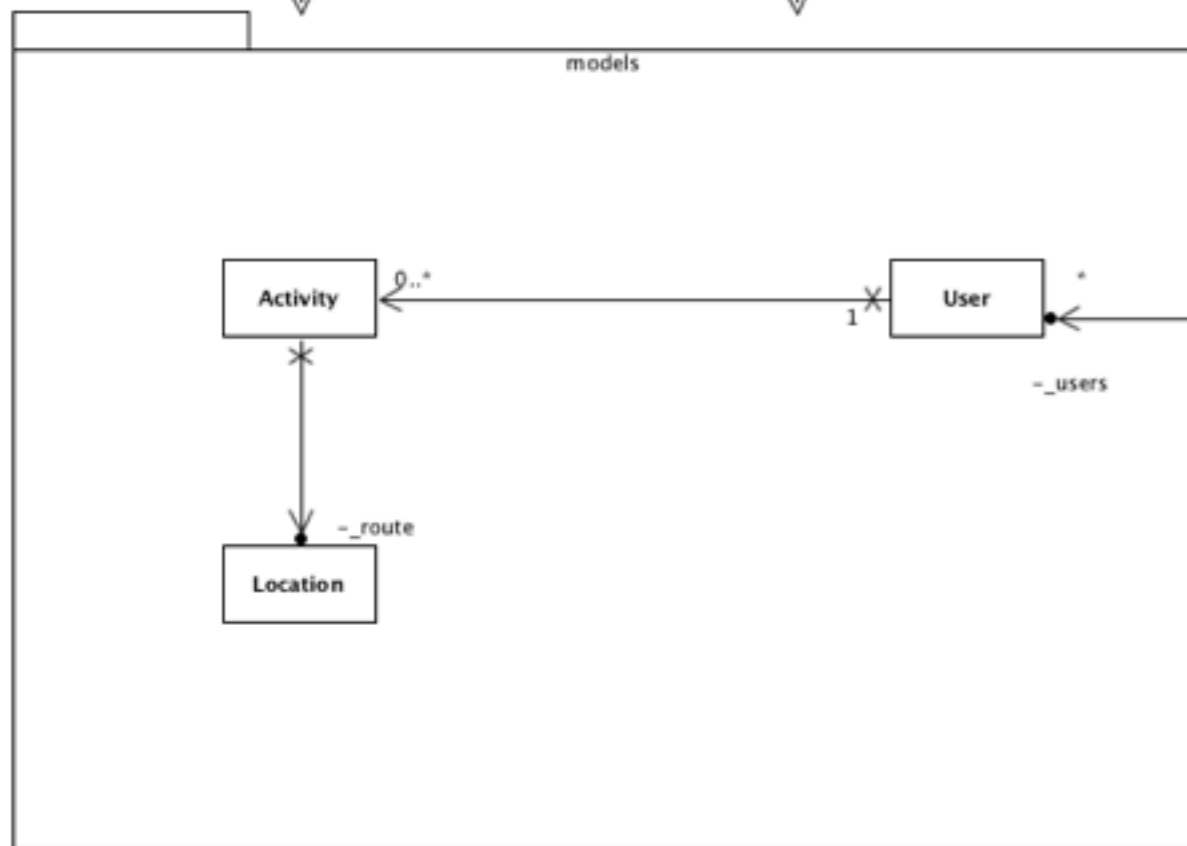 models
0..*
*
Activity
User
1
-_users
-_route
Location